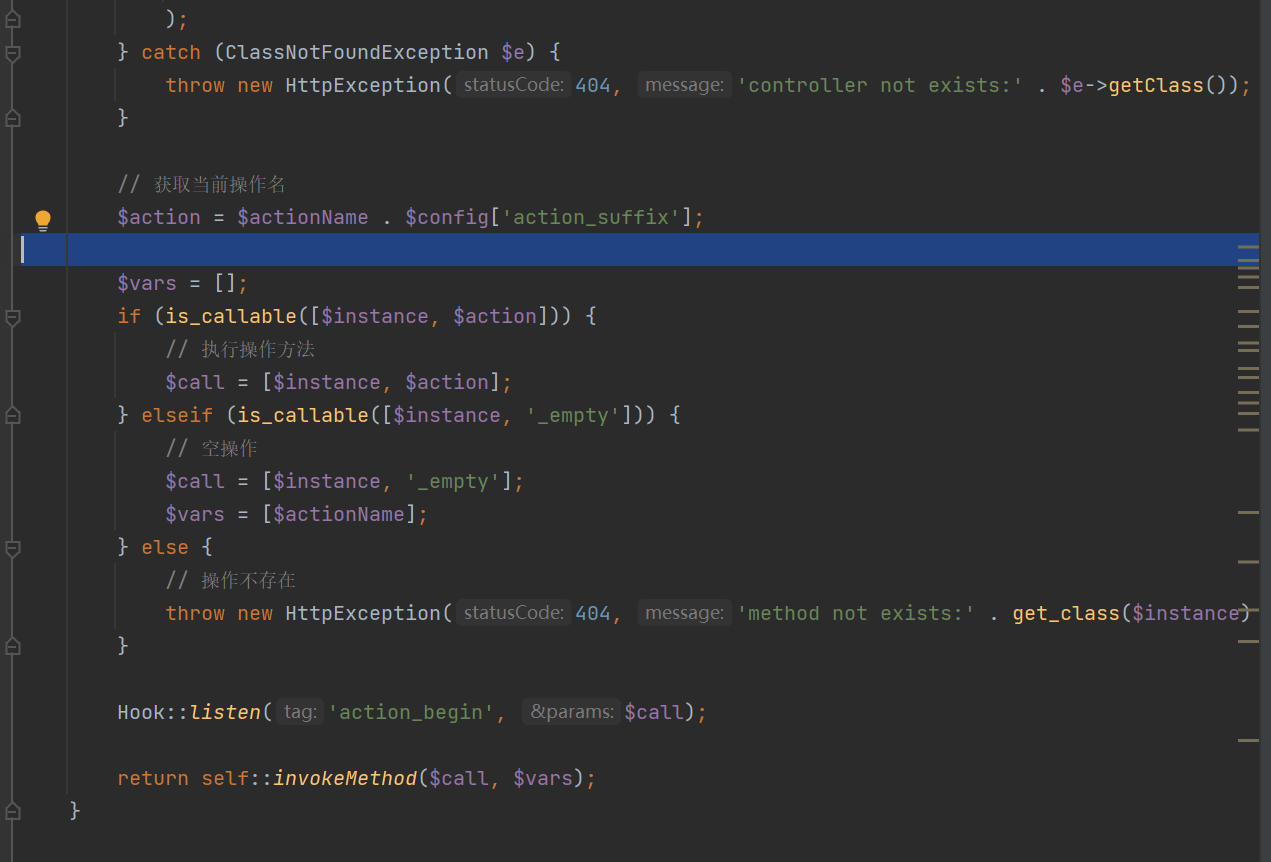 );
} catch (ClassNotFoundException $e) {
throw new HttpException( statusCode: 404, message: 'controller not exists:' . $e->getClass());
}
// 获取当前操作名
$action = $actionName . $config['action_suffix'];
$vars = [];
if (is_callable([$instance, $action])) {
// 执行操作方法
$call = [$instance, $action];
} elseif (is_callable([$instance, '_empty'])) {
// 空操作
$call = [$instance, '_empty'];
$vars = [$actionName];
} else {
// 操作不存在
throw new HttpException( statusCode: 404, message: 'method not exists:' . get_class($instance)
}
Hook::listen( tag: 'action_begin', &params: $call);
return self::invokeMethod($call, $vars);
}